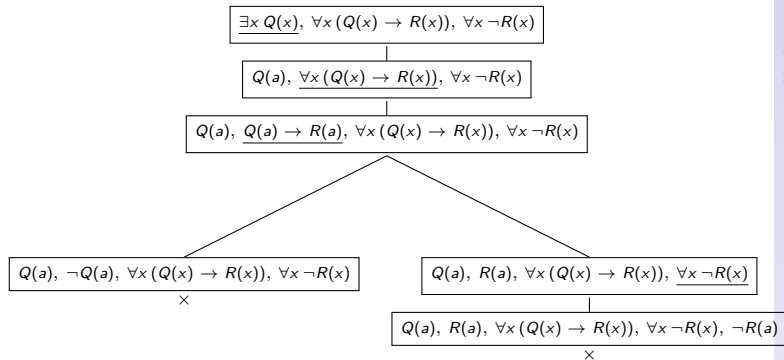 ∃x Q(x), ∀x (Q(x) → R(x)), ∀x ¬R(x)
Q(a), ∀x (Q(x) → R(x)), ∀x ¬R(x)
Q(a), Q(a) → R(a), ∀x (Q(x) → R(x)), ∀x ¬R(x)
Q(a), ¬Q(a), ∀x (Q(x) → R(x)), ∀x ¬R(x)
×
Q(a), R(a), ∀x (Q(x) → R(x)), ∀x ¬R(x)
Q(a), R(a), ∀x (Q(x) → R(x)), ∀x ¬R(x), ¬R(a)
×